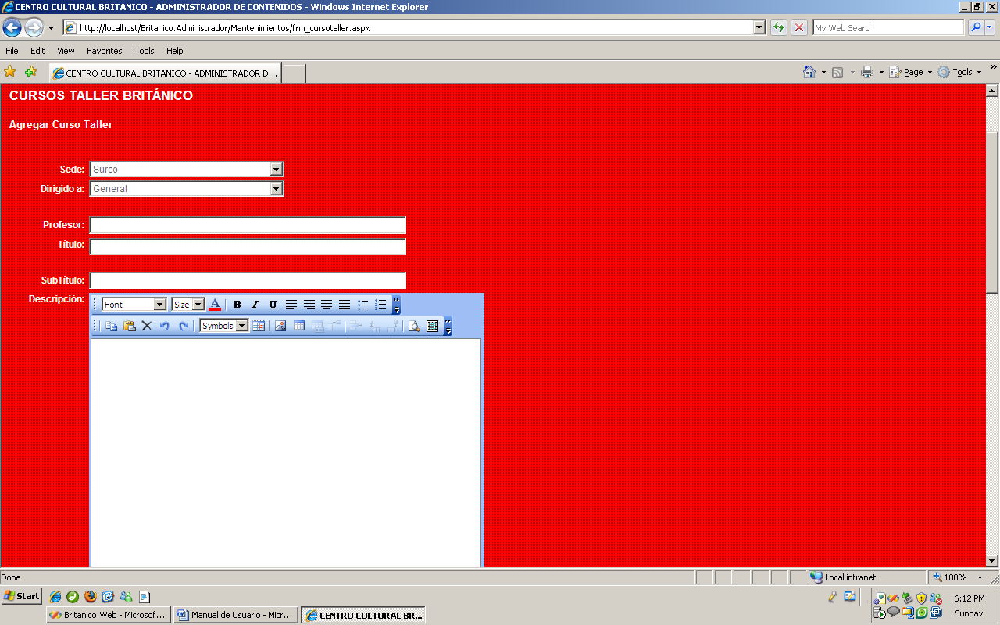 CENTRO CULTURAL BRITANICO - ADMINISTRADOR DE CONTENIDOS - Windows Internet Explorer
http://localhost/Britanico.Administrador/Mantenimientos/frm_cursotaller.aspx
My Web Search
File Edit View Favorites Tools Help
CENTRO CULTURAL BRITANICO - ADMINISTRADOR D...
Page Tools
CURSOS TALLER BRITÁNICO
Agregar Curso Taller
Sede: Surco
Dirigido a: General
Profesor:
Título:
SubTítulo:
Descripción:
Font Size A B I U
Symbols
Done Local intranet 100%
Start 6:12 PM
Britanico.Web - Microsof... Manual de Usuario - Micr... CENTRO CULTURAL BR... Sunday